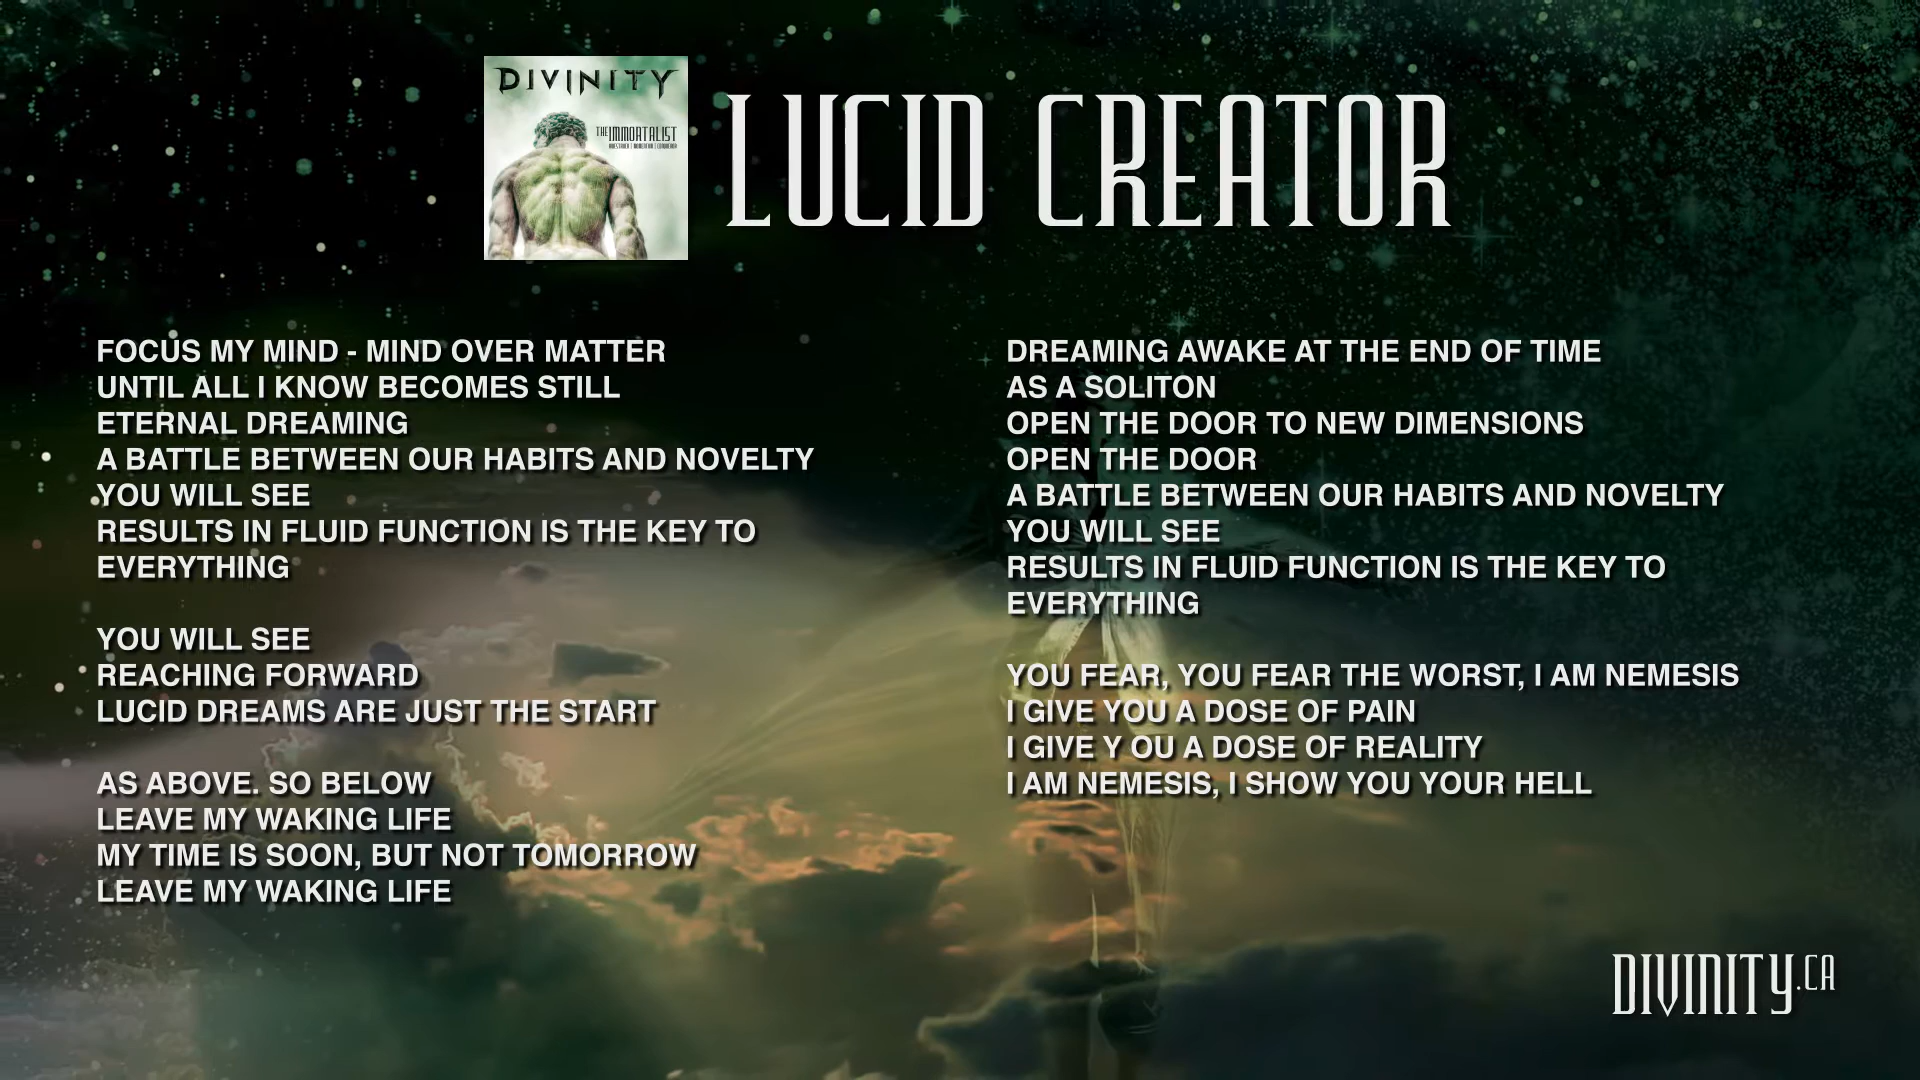 DIVINITY
THE IMMORTALIST
LUCID CREATOR
FOCUS MY MIND - MIND OVER MATTER
UNTIL ALL I KNOW BECOMES STILL
ETERNAL DREAMING
A BATTLE BETWEEN OUR HABITS AND NOVELTY
YOU WILL SEE
RESULTS IN FLUID FUNCTION IS THE KEY TO
EVERYTHING
YOU WILL SEE
REACHING FORWARD
LUCID DREAMS ARE JUST THE START
AS ABOVE. SO BELOW
LEAVE MY WAKING LIFE
MY TIME IS SOON, BUT NOT TOMORROW
LEAVE MY WAKING LIFE
DREAMING AWAKE AT THE END OF TIME
AS A SOLITON
OPEN THE DOOR TO NEW DIMENSIONS
OPEN THE DOOR
A BATTLE BETWEEN OUR HABITS AND NOVELTY
YOU WILL SEE
RESULTS IN FLUID FUNCTION IS THE KEY TO
EVERYTHING
YOU FEAR, YOU FEAR THE WORST, I AM NEMESIS
I GIVE YOU A DOSE OF PAIN
I GIVE Y OU A DOSE OF REALITY
I AM NEMESIS, I SHOW YOU YOUR HELL
DIVINITY.CA